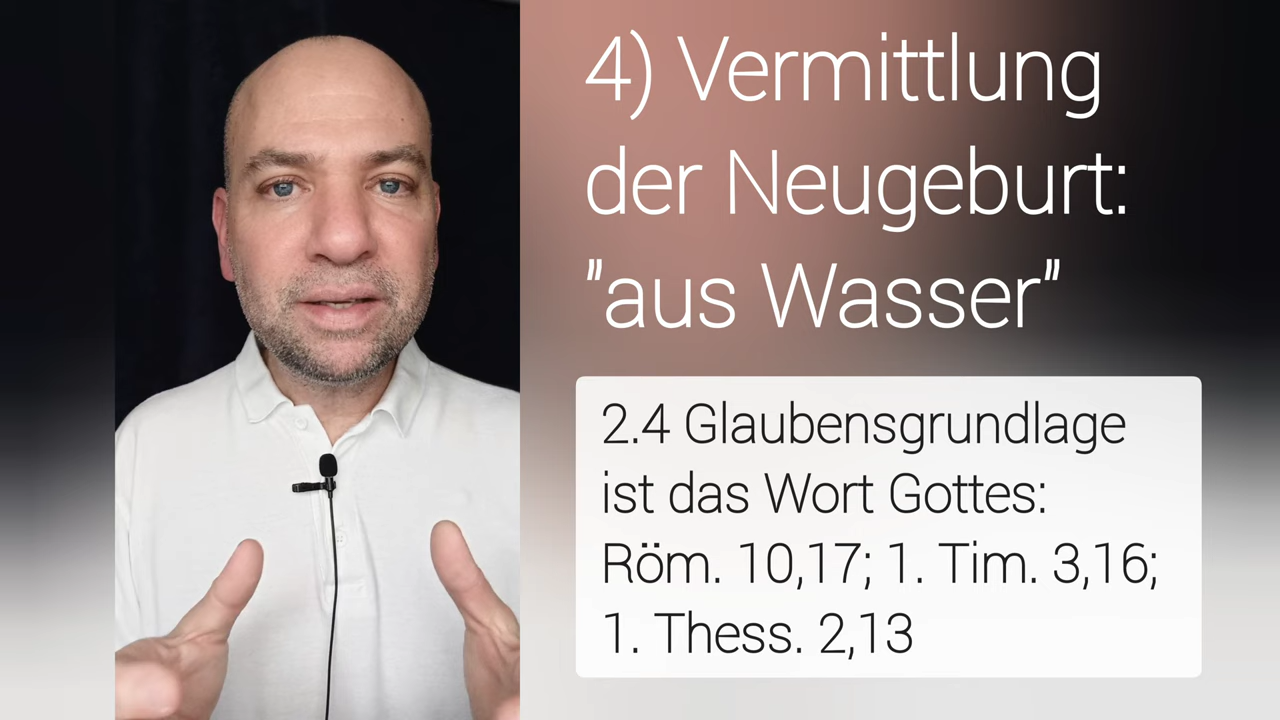 4) Vermittlung
der Neugeburt:
"aus Wasser"
2.4 Glaubensgrundlage
ist das Wort Gottes:
Röm. 10,17; 1. Tim. 3,16;
1. Thess. 2,13